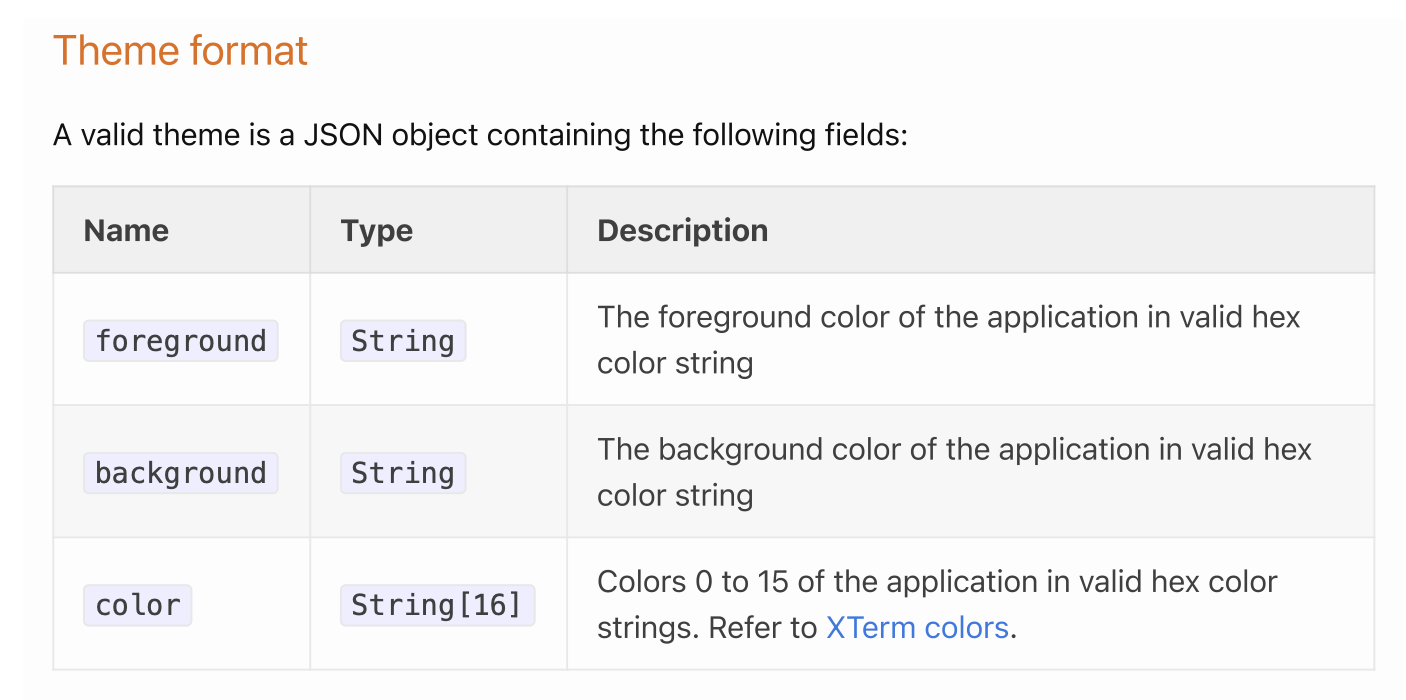 Theme format
A valid theme is a JSON object containing the following fields:
Name Type Description
foreground String The foreground color of the application in valid hex
color string
background String The background color of the application in valid hex
color string
color String[16] Colors 0 to 15 of the application in valid hex color
strings. Refer to XTerm colors.